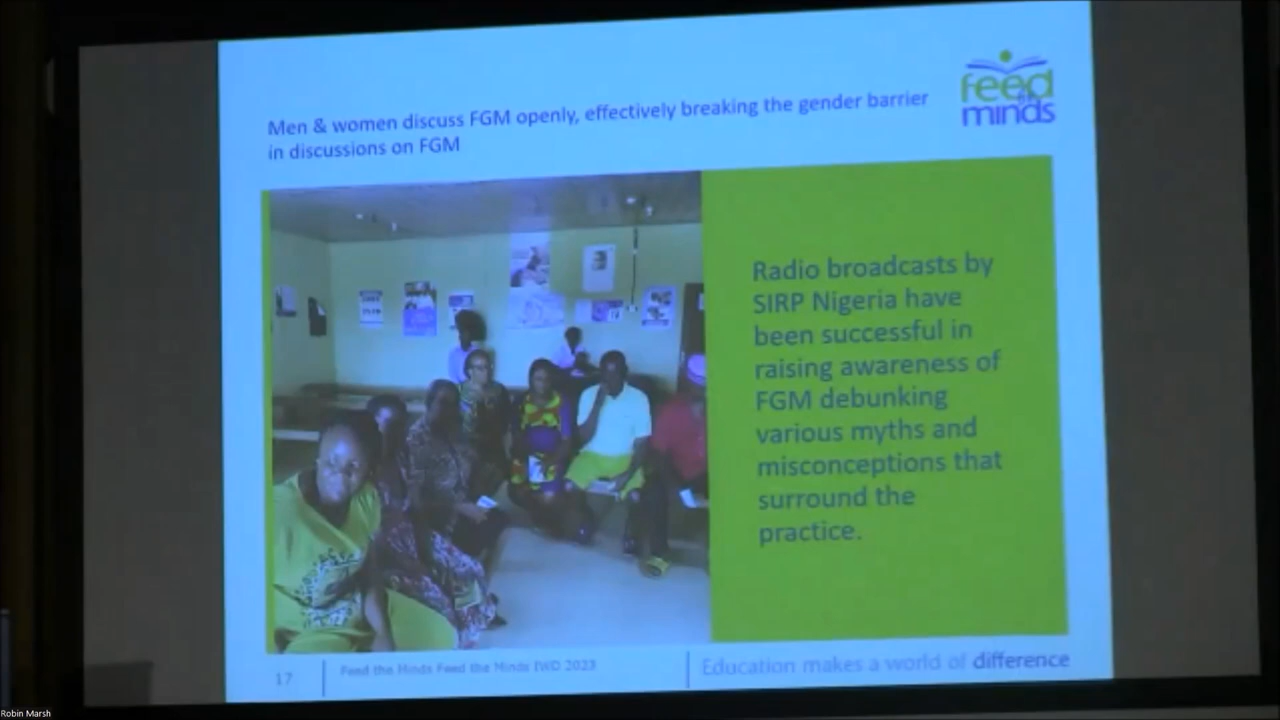 feed
the
minds
Men & women discuss FGM openly, effectively breaking the gender barrier
in discussions on FGM
Radio broadcasts by
SIRP Nigeria have
been successful in
raising awareness of
FGM debunking
various myths and
misconceptions that
surround the
practice.
17
Feed the Minds Feed the Minds IWD 2023
Education makes a world of difference
Robin Marsh